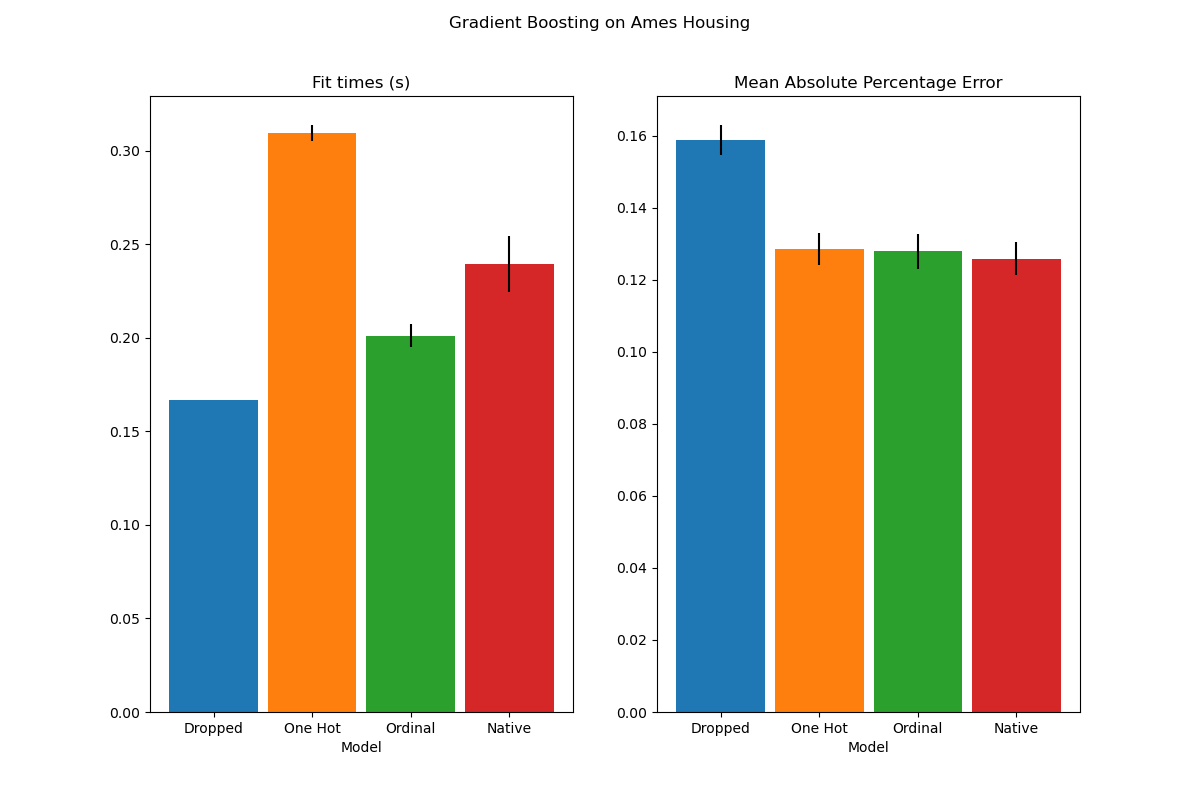 Gradient Boosting on Ames Housing
Fit times (s)
0.30
0.25
0.20
0.15
0.10
0.05
0.00
Dropped One Hot Ordinal Native
Model
Mean Absolute Percentage Error
0.16
0.14
0.12
0.10
0.08
0.06
0.04
0.02
0.00
Dropped One Hot Ordinal Native
Model